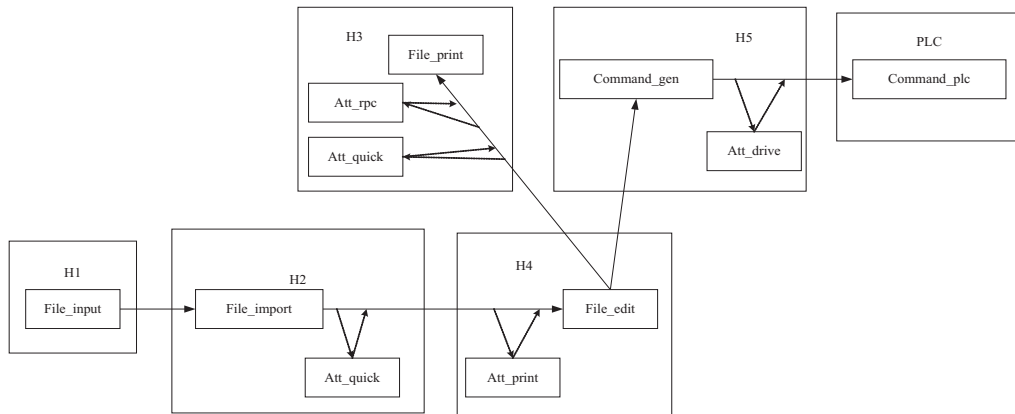 H3
File_print
Att_rpc
Att_quick
H5
Command_gen
Att_drive
PLC
Command_plc
H1
File_input
H2
File_import
Att_quick
H4
File_edit
Att_print